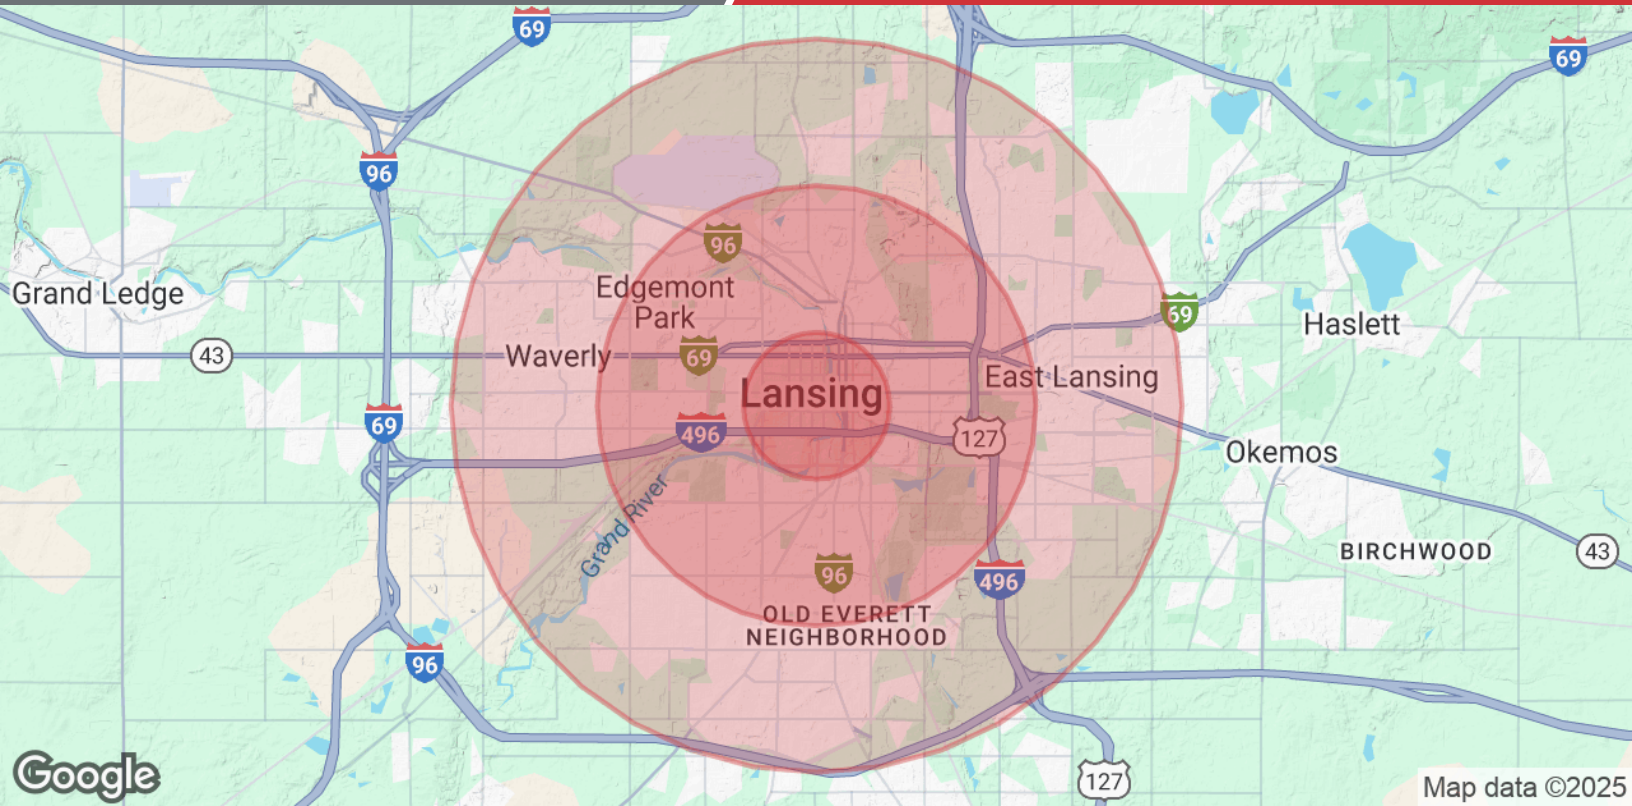 69
69
96
96
Edgemont
Park
Grand Ledge
69
Haslett
43
Waverly
69
East Lansing
Lansing
69
496
127
Okemos
Grand River
BIRCHWOOD
43
96
496
OLD EVERETT
NEIGHBORHOOD
96
Google
127
Map data ©2025